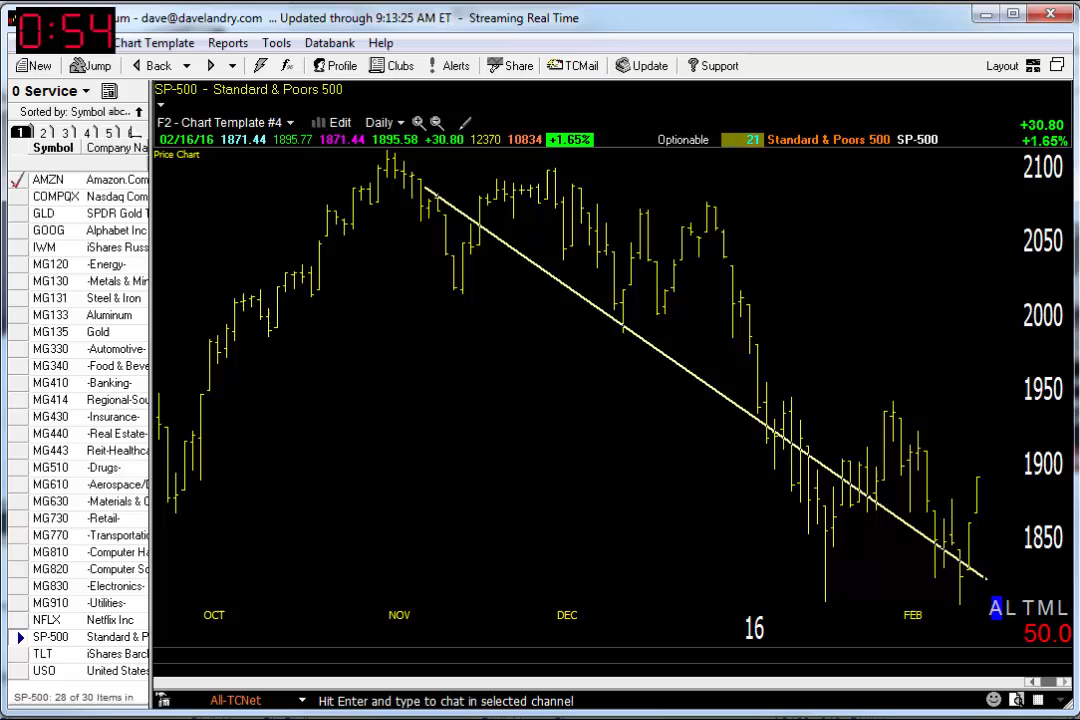 0:54
um - dave@davelandry.com ... Updated through 9:13:25 AM ET - Streaming Real Time
Chart Template Reports Tools Databank Help
New Jump Back Profile Clubs Alerts Share TCMail Update Support Layout
0 Service
SP-500 - Standard & Poors 500
Sorted by: Symbol abc..
F2 - Chart Template #4 Edit Daily
1 2 3 4 5
02/16/16 1871.44 1895.77 1871.44 1895.58 +30.80 12370 10834 +1.65% Optionable 21 Standard & Poors 500 SP-500
+30.80
+1.65%
Symbol Company Na
Price Chart
AMZN Amazon.Com
COMPQX Nasdaq Comp
GLD SPDR Gold T
GOOG Alphabet Inc
IWM iShares Russ
MG120 -Energy-
MG130 -Metals & Min
MG131 Steel & Iron
MG133 Aluminum
MG135 Gold
MG330 -Automotive-
MG340 -Food & Beve
MG410 -Banking-
MG414 Regional-Sou
MG430 -Insurance-
MG440 -Real Estate-
MG443 Reit-Healthca
MG510 -Drugs-
MG610 -Aerospace/D
MG630 -Materials & C
MG730 -Retail-
MG770 -Transportatio
MG810 -Computer Ha
MG820 -Computer So
MG830 -Electronics-
MG910 -Utilities-
NFLX Netflix Inc
SP-500 Standard & P
TLT iShares Barcl
USO United States
2100
2050
2000
1950
1900
1850
OCT NOV DEC 16 FEB
A L T M L
50.0
SP-500: 28 of 30 Items in
All-TCNet Hit Enter and type to chat in selected channel